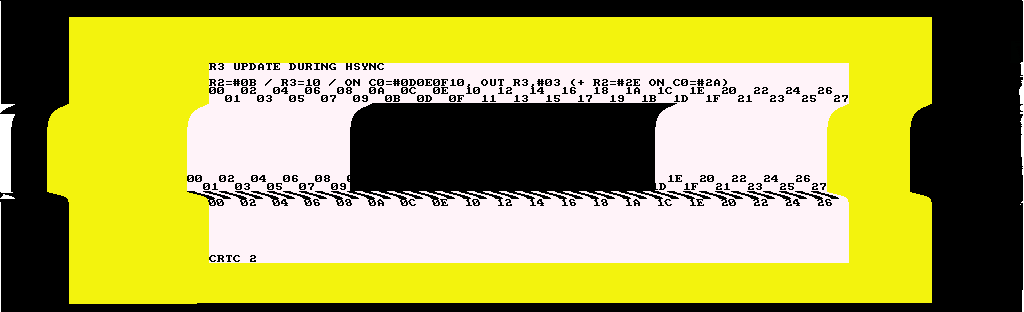 R3 UPDATE DURING HSYNC
R2=#0B / R3=10 / ON C0=#0D0E0F10, OUT R3,#03 (+ R2=#2E ON C0=#2A)
00 02 04 06 08 0A 0C 0E 10 12 14 16 18 1A 1C 1E 20 22 24 26
01 03 05 07 09 0B 0D 0F 11 13 15 17 19 1B 1D 1F 21 23 25 27
00 02 04 06 08 1E 20 22 24 26
01 03 05 07 09 1D 1F 21 23 25 27
00 02 04 06 08 0A 0C 0E 10 12 14 16 18 1A 1C 1E 20 22 24 26
CRTC 2